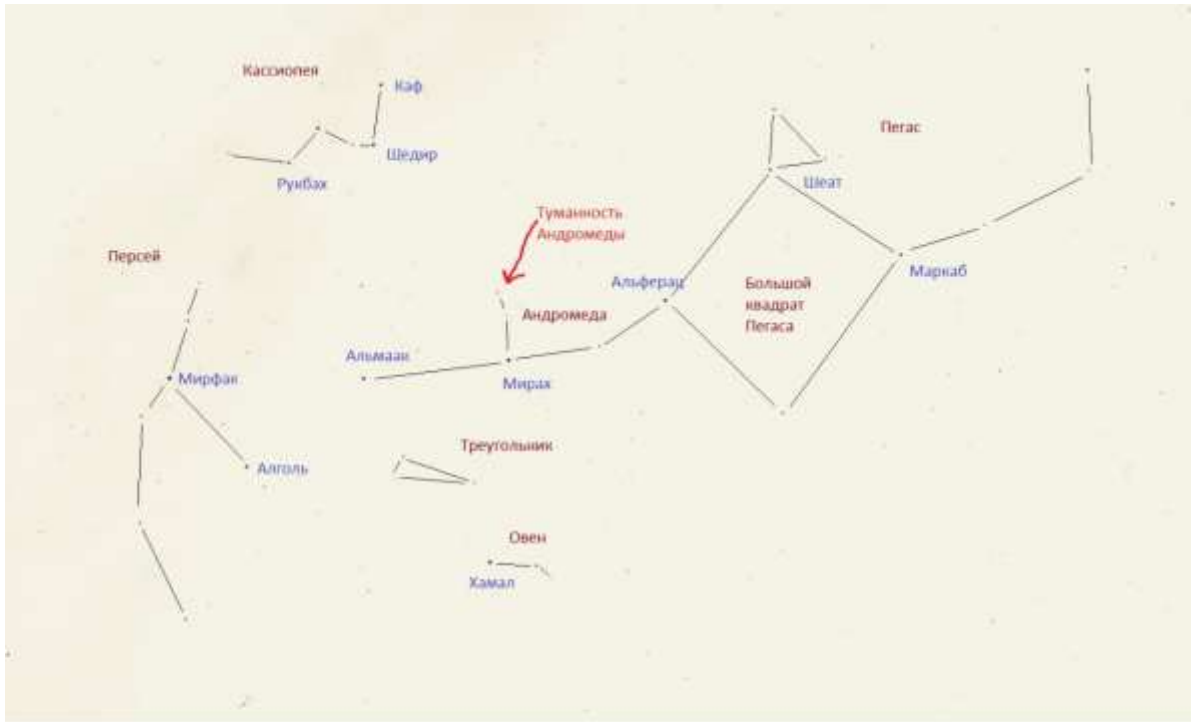 Кассиопея
Каф
Шедир
Рукбах
Пегас
Шеат
Туманность
Андромеды
Персей
Альферац
Большой
квадрат
Пегаса
Маркаб
Андромеда
Альмаак
Мирах
Мирфак
Треугольник
Алголь
Овен
Хамал